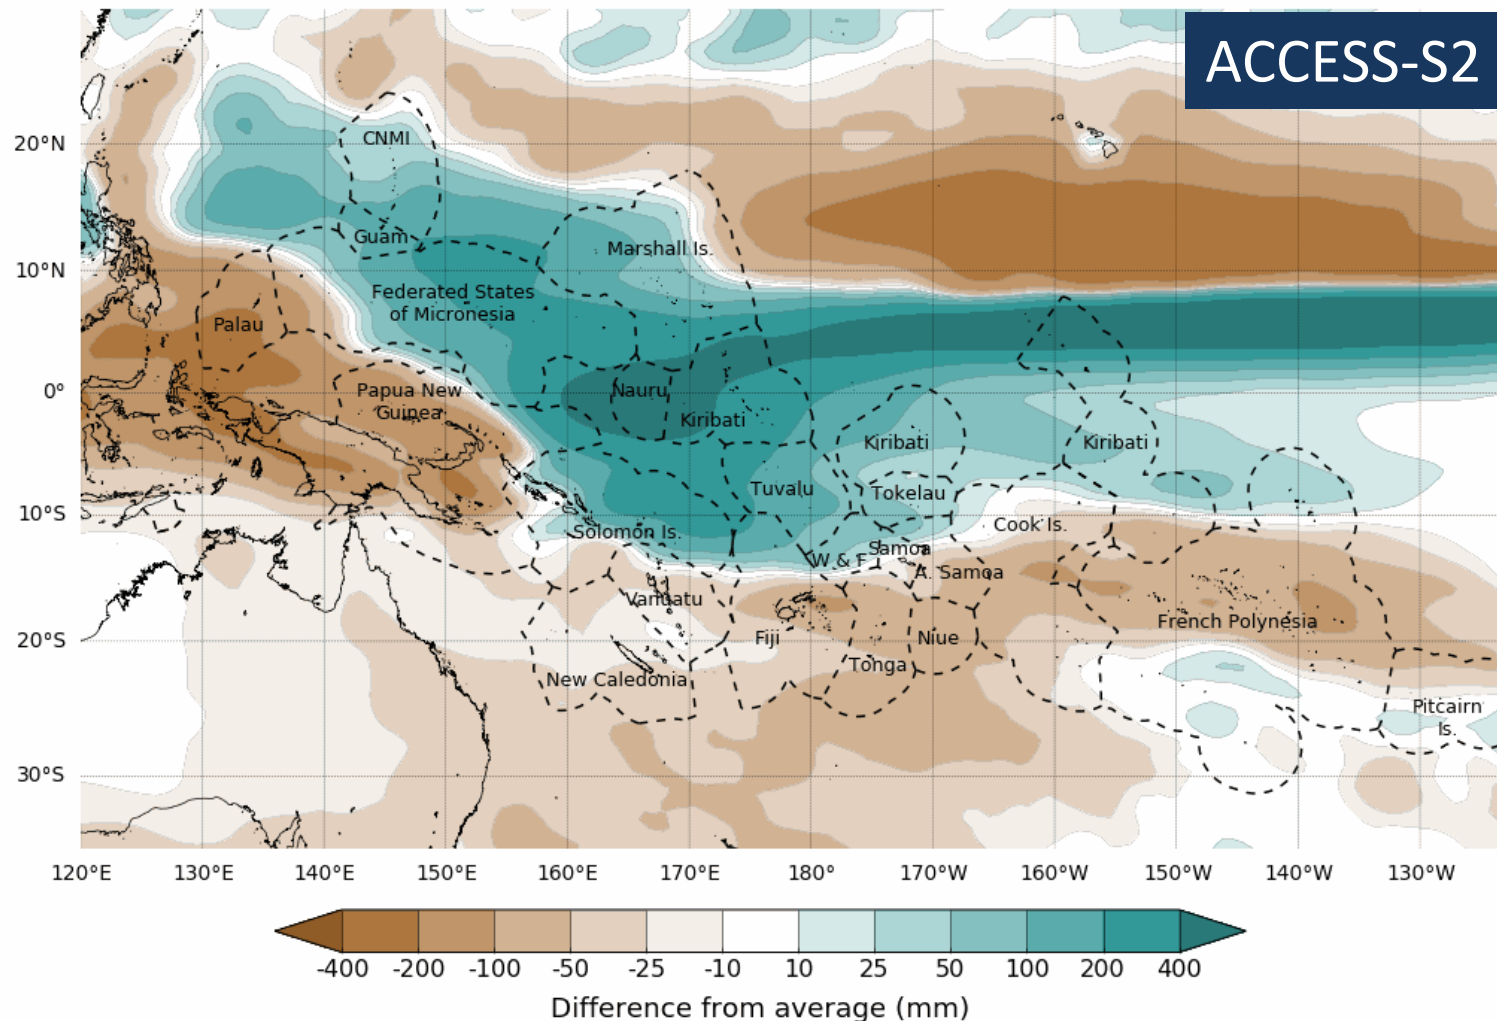 ACCESS-S2
20°N
CNMI
Guam
Marshall Is.
10°N
Federated States
of Micronesia
Palau
0°
Papua New
Guinea
Nauru
Kiribati
Kiribati
Kiribati
Tuvalu
Tokelau
10°S
Solomon Is.
Cook Is.
W & F
Samoa
A. Samoa
Vanuatu
French Polynesia
20°S
Fiji
Niue
Tonga
New Caledonia
Pitcairn
Is.
30°S
120°E 130°E 140°E 150°E 160°E 170°E 180° 170°W 160°W 150°W 140°W 130°W
-400 -200 -100 -50 -25 -10 10 25 50 100 200 400
Difference from average (mm)